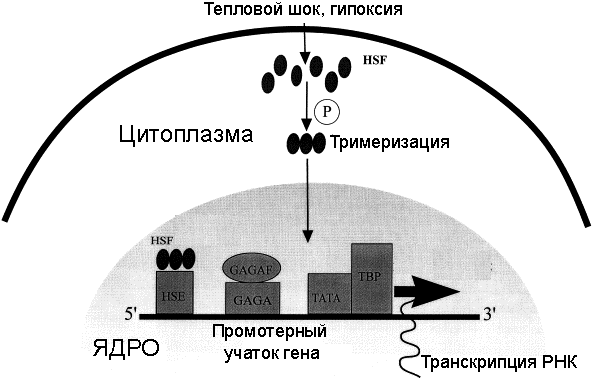 Тепловой шок, гипоксия
HSF
P
Цитоплазма
Тримеризация
HSF
GAGAF
TBP
HSE
GAGA
TATA
5'
3'
Промотерный
учаток гена
ЯДРО
Транскрипция РНК